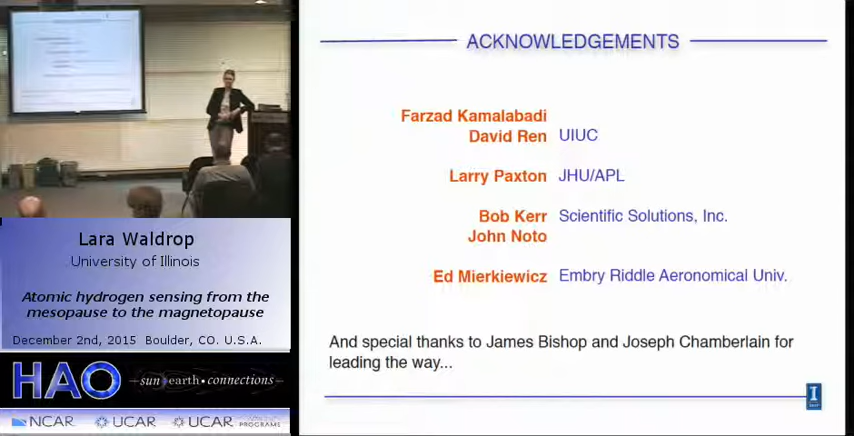 Lara Waldrop
University of Illinois
Atomic hydrogen sensing from the
mesopause to the magnetopause
December 2nd, 2015 Boulder, CO. U.S.A.
HAO
sun earth • connections
NCAR
UCAR
UCAR
PROGRAMS
ACKNOWLEDGEMENTS
Farzad Kamalabadi
David Ren UIUC
Larry Paxton JHU/APL
Bob Kerr Scientific Solutions, Inc.
John Noto
Ed Mierkiewicz Embry Riddle Aeronomical Univ.
And special thanks to James Bishop and Joseph Chamberlain for
leading the way...
I